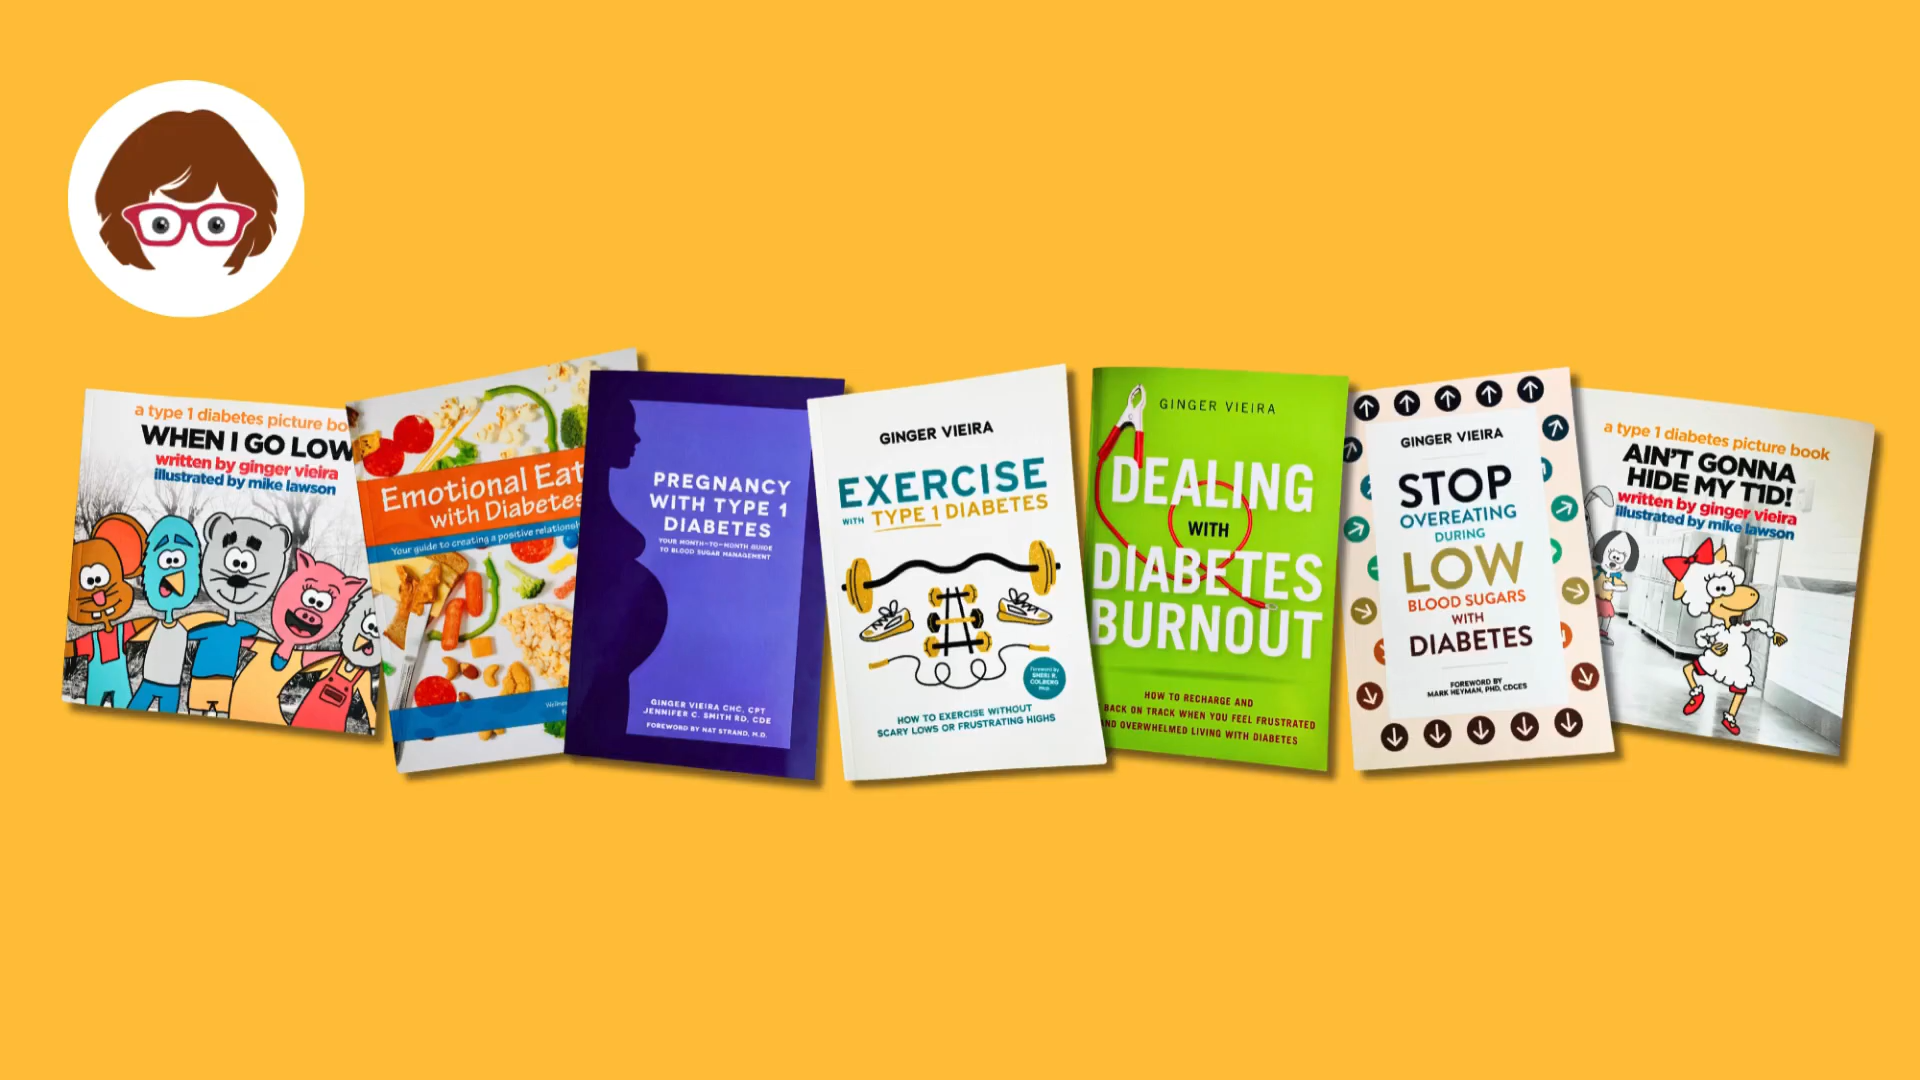 a type 1 diabetes picture
WHEN I GO LOW
written by ginger vieira
illustrated by mike lawson
Emotional
with Diabetes
Your guide to creating a positive
PREGNANCY
WITH TYPE 1
DIABETES
YOUR MONTH-TO-MONTH GUIDE
TO BLOOD SUGAR MANAGEMENT
GINGER VIEIRA CHC, CPT
JENNIFER C. SMITH RD, CDE
FOREWORD BY NAT STRAND, M.D.
GINGER VIEIRA
EXERCISE
WITH TYPE 1 DIABETES
Foreword by
SHERI R.
COLBERG
PH.D
HOW TO EXERCISE WITHOUT
SCARY LOWS OR FRUSTRATING HIGHS
GINGER VIEIRA
DEALING
WITH
DIABETES
BURNOUT
HOW TO RECHARGE AND
BACK ON TRACK WHEN YOU FEEL FRUSTRATED
AND OVERWHELMED LIVING WITH DIABETES
GINGER VIEIRA
STOP
OVEREATING
DURING
LOW
BLOOD SUGARS
WITH
DIABETES
FOREWORD BY
MARK HEYMAN, PHD, CDCES
a type 1 diabetes picture book
AIN'T GONNA
HIDE MY T1D!
written by ginger vieira
illustrated by mike lawson